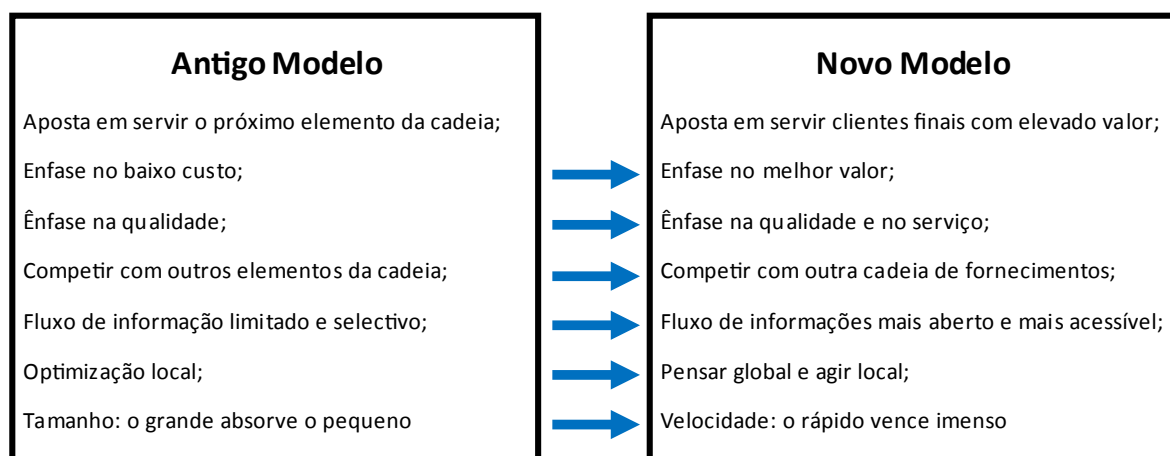 Antigo Modelo
Aposta em servir o próximo elemento da cadeia;
Enfase no baixo custo;
Ênfase na qualidade;
Competir com outros elementos da cadeia;
Fluxo de informação limitado e selectivo;
Optimização local;
Tamanho: o grande absorve o pequeno
Novo Modelo
Aposta em servir clientes finais com elevado valor;
Enfase no melhor valor;
Ênfase na qualidade e no serviço;
Competir com outra cadeia de fornecimentos;
Fluxo de informações mais aberto e mais acessível;
Pensar global e agir local;
Velocidade: o rápido vence imenso